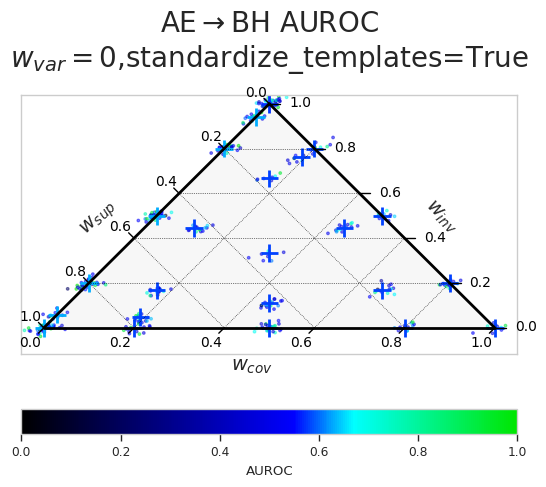 AE→BH AUROC
w_var = 0,standardize_templates=True
0.0 1.0
0.2 0.8
0.4 0.6
w_sup w_inv
0.6 0.4
0.8 0.2
1.0 0.0
0.0 0.2 0.4 0.6 0.8 1.0
w_cov
0.0 0.2 0.4 0.6 0.8 1.0
AUROC